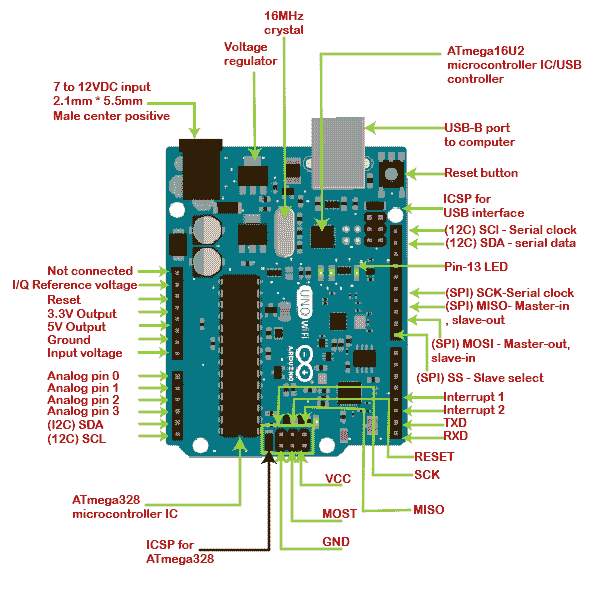 16MHz
crystal
Voltage
regulator
ATmega16U2
microcontroller IC/USB
controller
7 to 12VDC input
2.1mm * 5.5mm
Male center positive
USB-B port
to computer
Reset button
ICSP for
USB interface
(12C) SCl - Serial clock
(12C) SDA - serial data
Not connected
Pin-13 LED
I/Q Reference voltage
Reset
(SPI) SCK-Serial clock
3.3V Output
(SPI) MISO- Master-in
, slave-out
5V Output
Ground
(SPI) MOSI - Master-out,
slave-in
Input voltage
(SPI) SS - Slave select
Analog pin 0
Analog pin 1
Interrupt 1
Analog pin 2
Interrupt 2
Analog pin 3
TXD
(I2C) SDA
RXD
(12C) SCL
UNO
WiFi
ARDUINO
RESET
SCK
VCC
ATmega328
microcontroller IC
MISO
MOST
ICSP for
ATmega328
GND